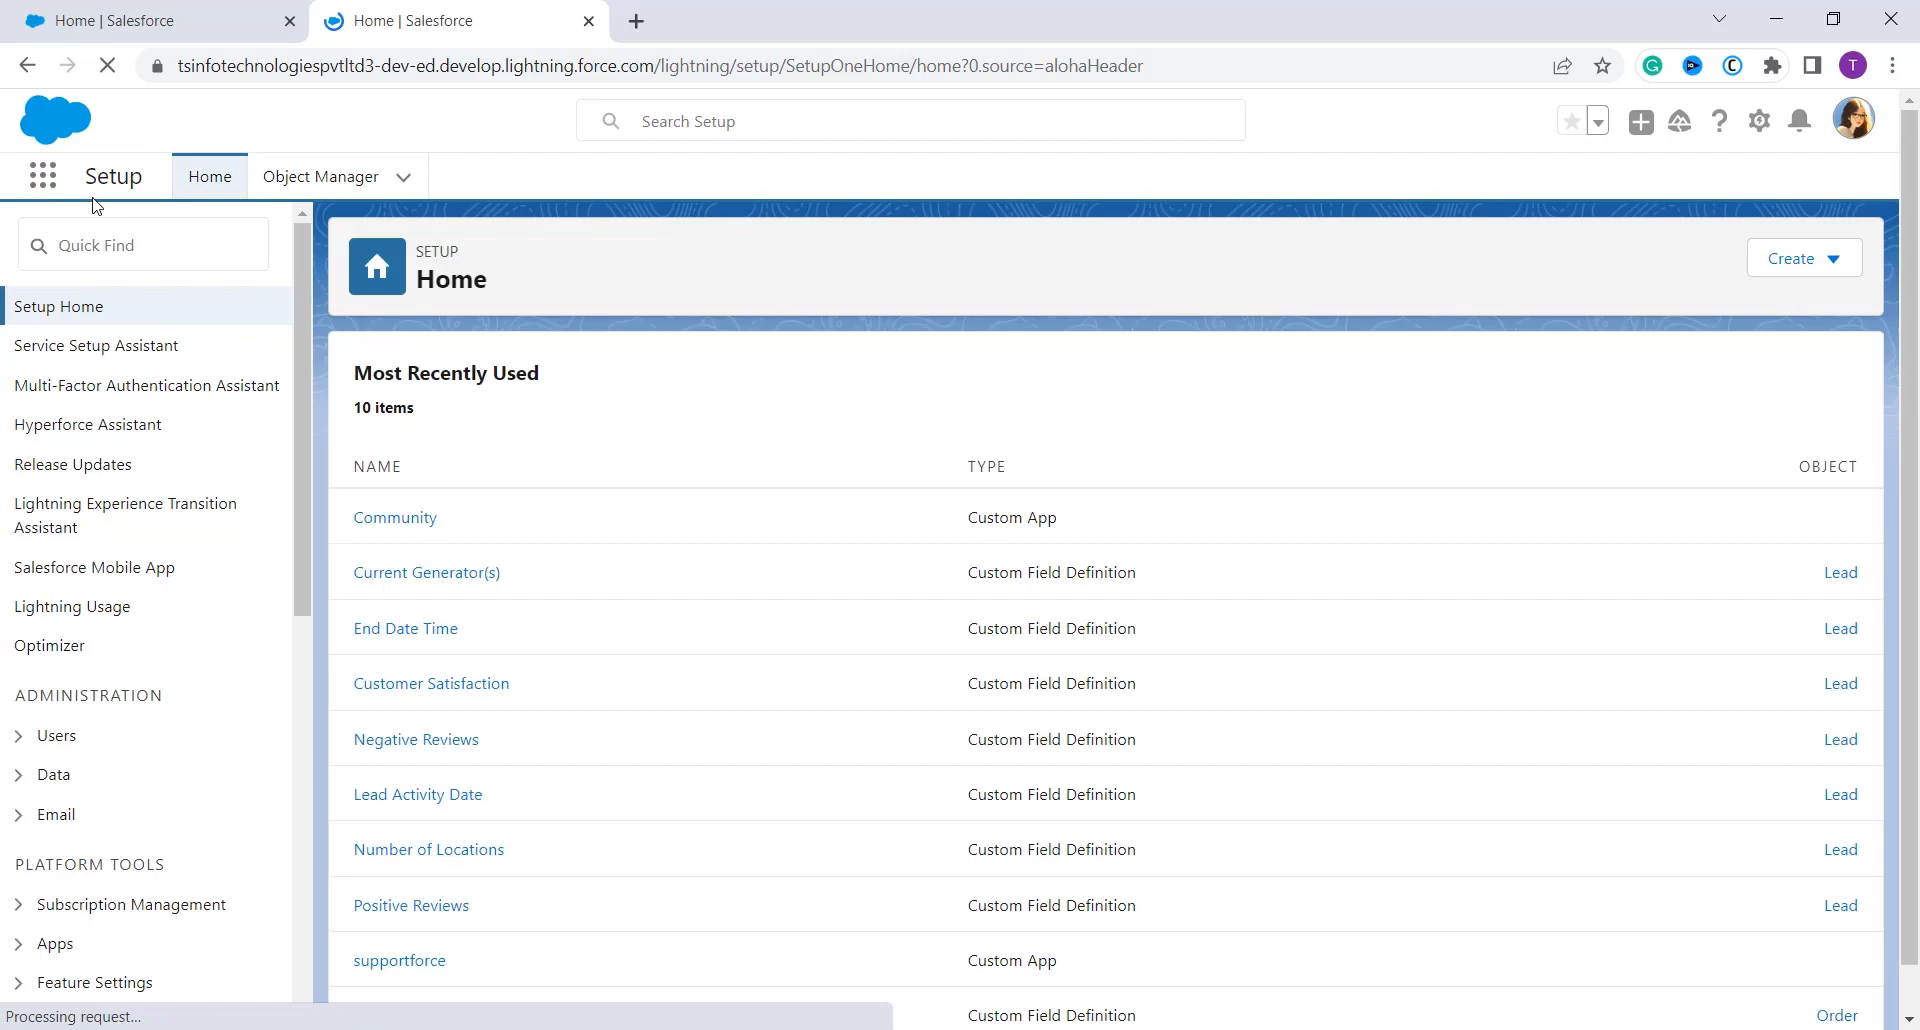 Home | Salesforce
Home | Salesforce
tsinfotechnologiespvtltd3-dev-ed.develop.lightning.force.com/lightning/setup/SetupOneHome/home?0.source=alohaHeader
T
Search Setup
Setup
Home
Object Manager
Quick Find
Setup Home
Service Setup Assistant
Multi-Factor Authentication Assistant
Hyperforce Assistant
Release Updates
Lightning Experience Transition
Assistant
Salesforce Mobile App
Lightning Usage
Optimizer
ADMINISTRATION
Users
Data
Email
PLATFORM TOOLS
Subscription Management
Apps
Feature Settings
Processing request...
SETUP
Home
Create
Most Recently Used
10 items
NAME TYPE OBJECT
Community Custom App
Current Generator(s) Custom Field Definition Lead
End Date Time Custom Field Definition Lead
Customer Satisfaction Custom Field Definition Lead
Negative Reviews Custom Field Definition Lead
Lead Activity Date Custom Field Definition Lead
Number of Locations Custom Field Definition Lead
Positive Reviews Custom Field Definition Lead
supportforce Custom App
Custom Field Definition Order